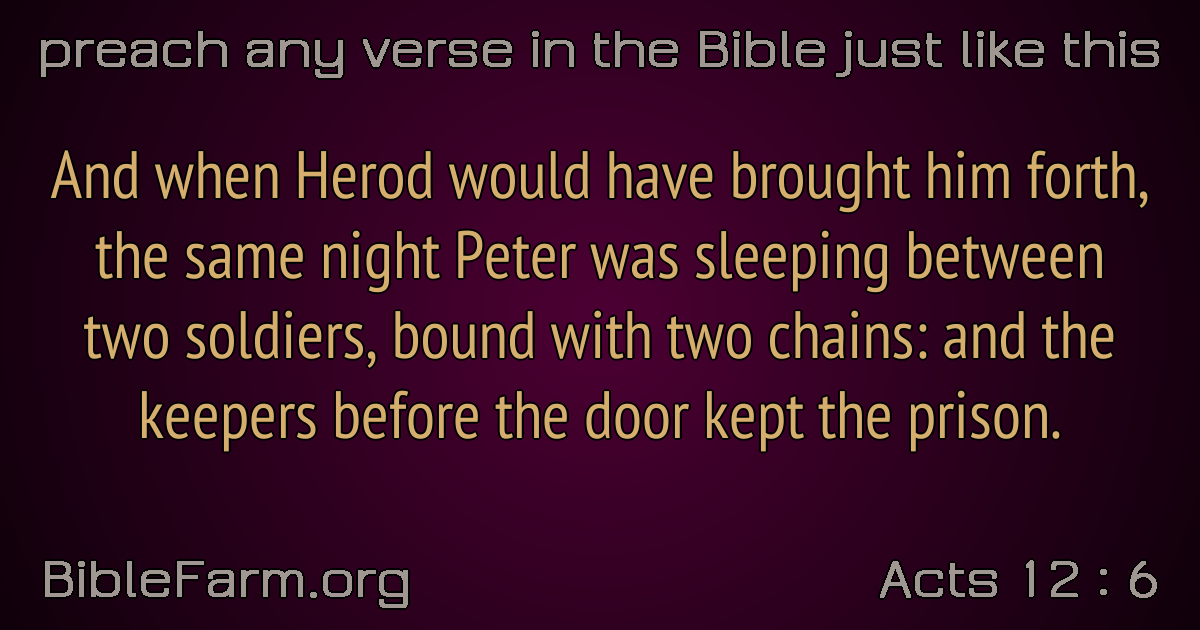 preach any verse in the Bible just like this
And when Herod would have brought him forth,
the same night Peter was sleeping between
two soldiers, bound with two chains: and the
keepers before the door kept the prison.
BibleFarm.org
Acts 12 : 6